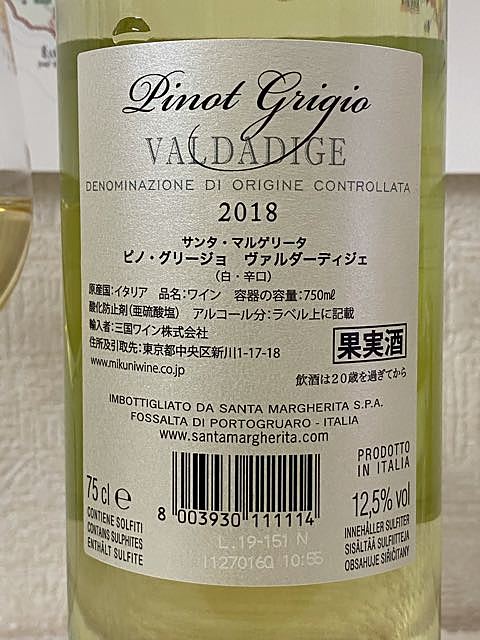 Pinot Grigio
VALDADIGE
DENOMINAZIONE DI ORIGINE CONTROLLATA
2018
サンタ・マルゲリータ
ピノ・グリージョ ヴァルダーディジェ
(白・辛口)
原産国:イタリア 品名:ワイン 容器の容量:750mℓ
酸化防止剤(亜硫酸塩) アルコール分:ラベル上に記載
輸入者:三国ワイン株式会社
住所及引取先:東京都中央区新川1-17-18
www.mikuniwine.co.jp
果実酒
飲酒は20歳を過ぎてから
IMBOTTIGLIATO DA SANTA MARGHERITA S.P.A.
FOSSALTA DI PORTOGRUARO - ITALIA
www.santamargherita.com
75 cl e
CONTIENE SOLFITI
CONTAINS SULPHITES
ENTHÄLT SULFITE
8 003930 111114
L.19-151 N
1127016Q 10:55
PRODOTTO
IN ITALIA
12,5% vol
INNEHÅLLER SULFITER
SISÄLTÄÄ SULFIITTEJA
OBSAHUJE SIŘIČITANY